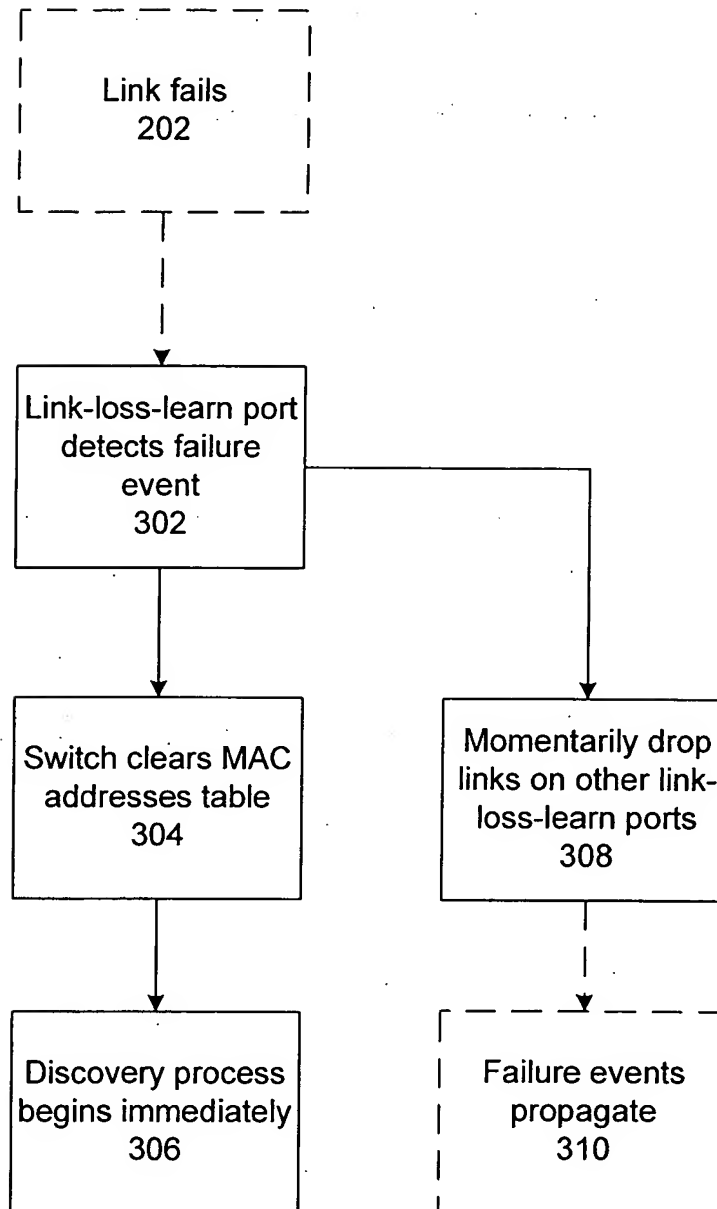 Link fails
202
Link-loss-learn port
detects failure
event
302
Switch clears MAC
addresses table
304
Momentarily drop
links on other link-
loss-learn ports
308
Discovery process
begins immediately
306
Failure events
propagate
310